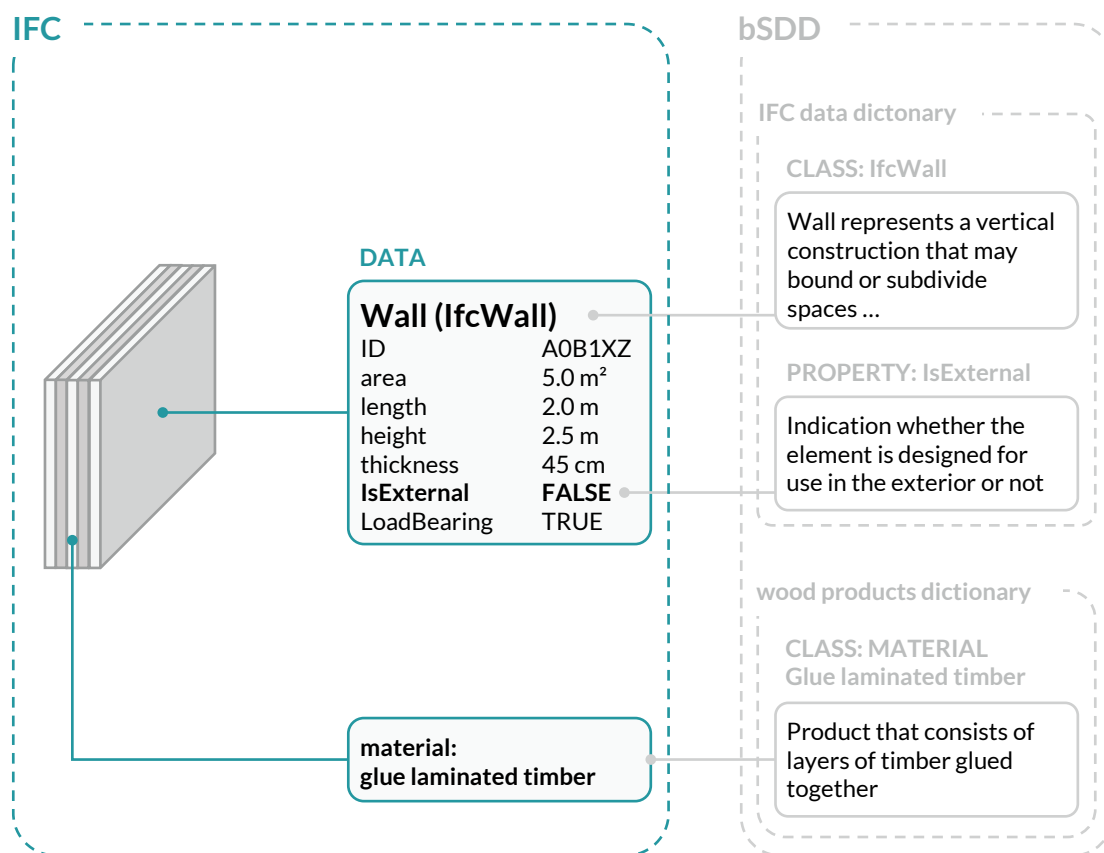 IFC
DATA
Wall (IfcWall)
ID A0B1XZ
area 5.0 m²
length 2.0 m
height 2.5 m
thickness 45 cm
IsExternal FALSE
LoadBearing TRUE
material:
glue laminated timber
bSDD
IFC data dictonary
CLASS: IfcWall
Wall represents a vertical
construction that may
bound or subdivide
spaces ...
PROPERTY: IsExternal
Indication whether the
element is designed for
use in the exterior or not
wood products dictionary
CLASS: MATERIAL
Glue laminated timber
Product that consists of
layers of timber glued
together